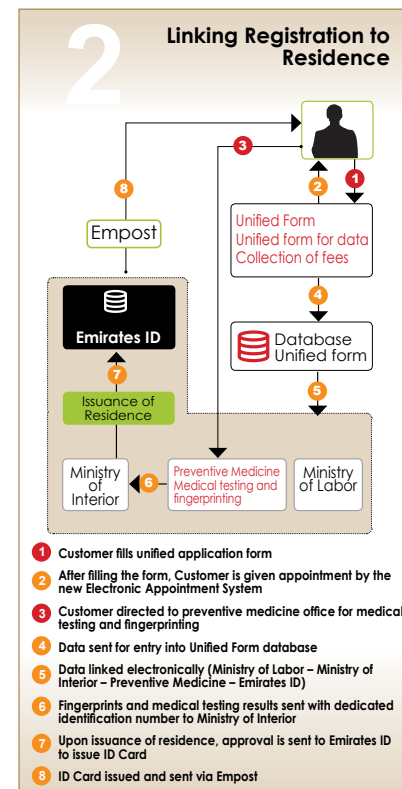 2
Linking Registration to
Residence
3
1
8
2
Empost
Unified Form
Unified form for data
Collection of fees
4
Emirates ID
Database
Unified form
7
5
Issuance of
Residence
Ministry
of
Interior
6
Preventive Medicine
Medical testing and
fingerprinting
Ministry
of Labor
1 Customer fills unified application form
2 After filling the form, Customer is given appointment by the
new Electronic Appointment System
3 Customer directed to preventive medicine office for medical
testing and fingerprinting
4 Data sent for entry into Unified Form database
5 Data linked electronically (Ministry of Labor – Ministry of
Interior – Preventive Medicine – Emirates ID)
6 Fingerprints and medical testing results sent with dedicated
identification number to Ministry of Interior
7 Upon issuance of residence, approval is sent to Emirates ID
to issue ID Card
8 ID Card issued and sent via Empost